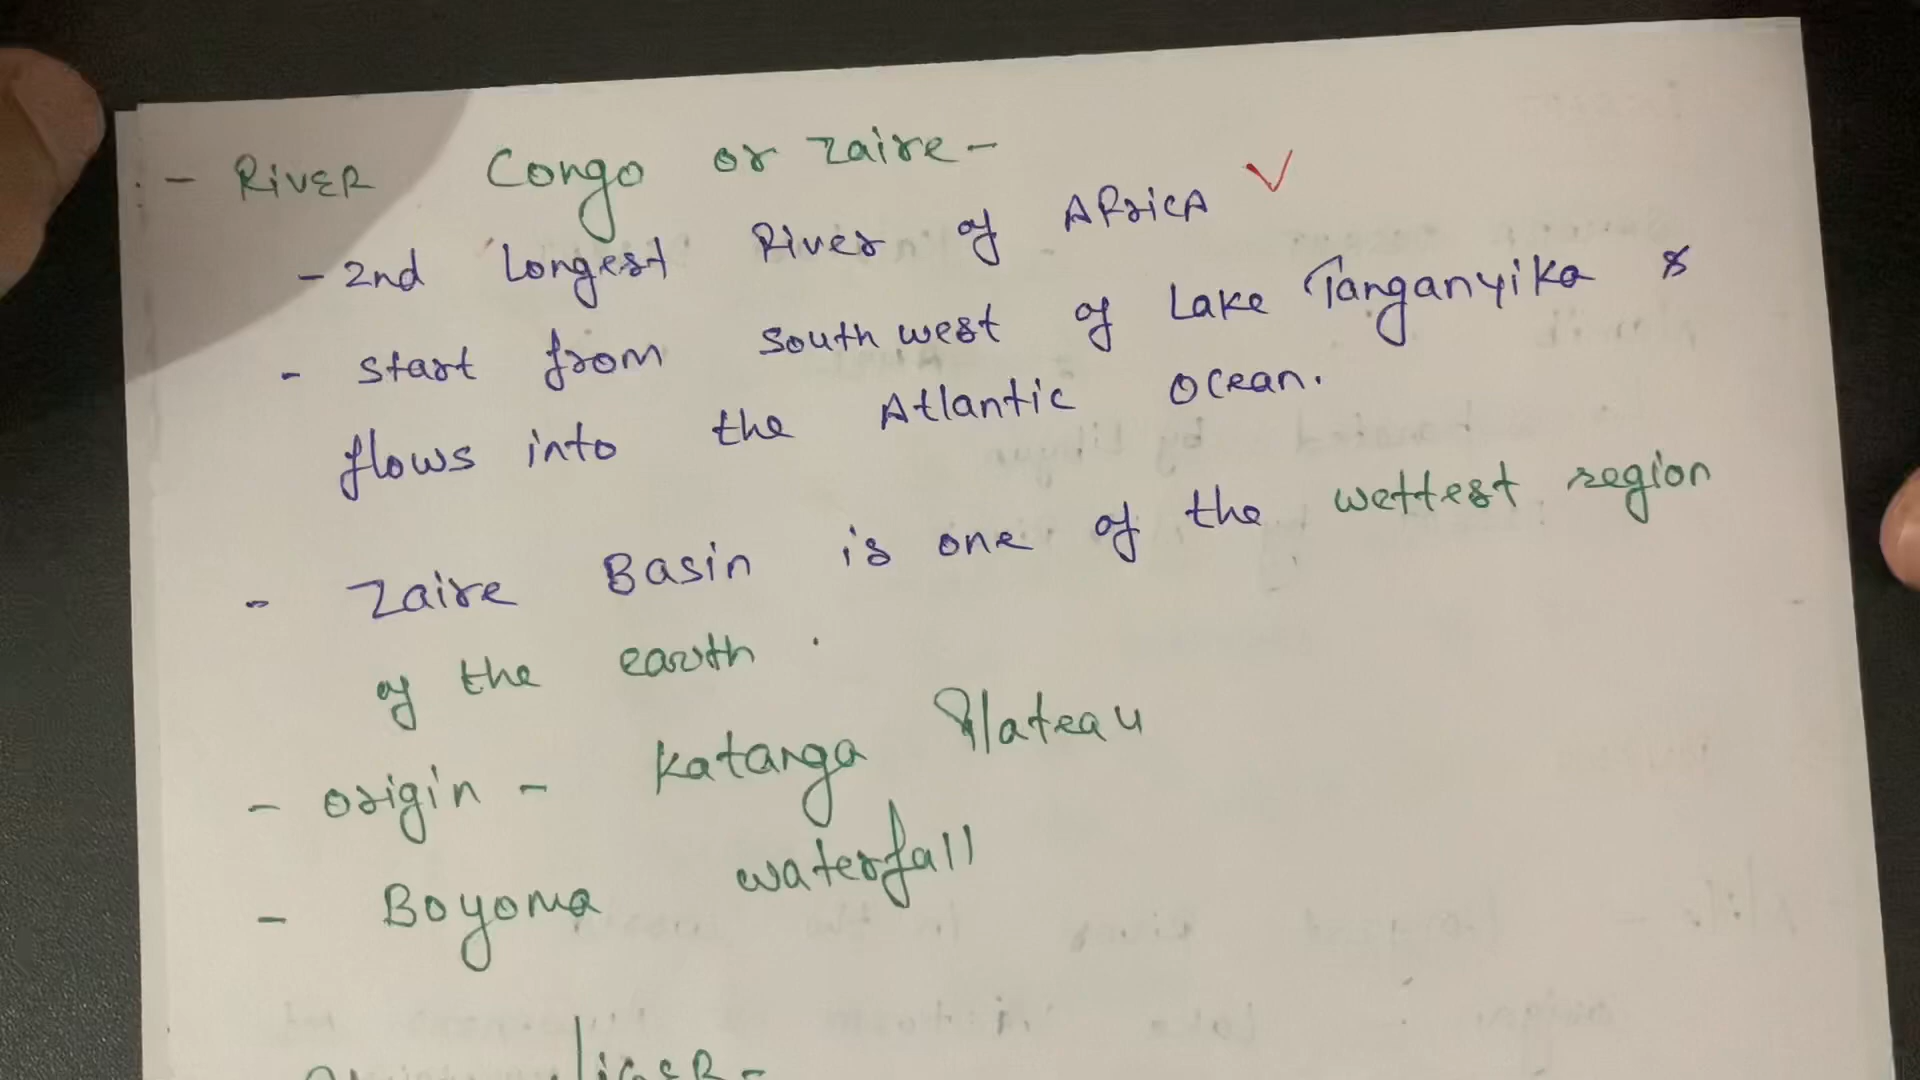 - RIVER Congo or Zaire -
- 2nd Longest River of AFRICA ✓
- start from south west of Lake Tanganyika &
flows into the Atlantic Ocean.
- Zaire Basin is one of the wettest region
of the earth.
- origin - Katanga Plateau
- Boyoma waterfall